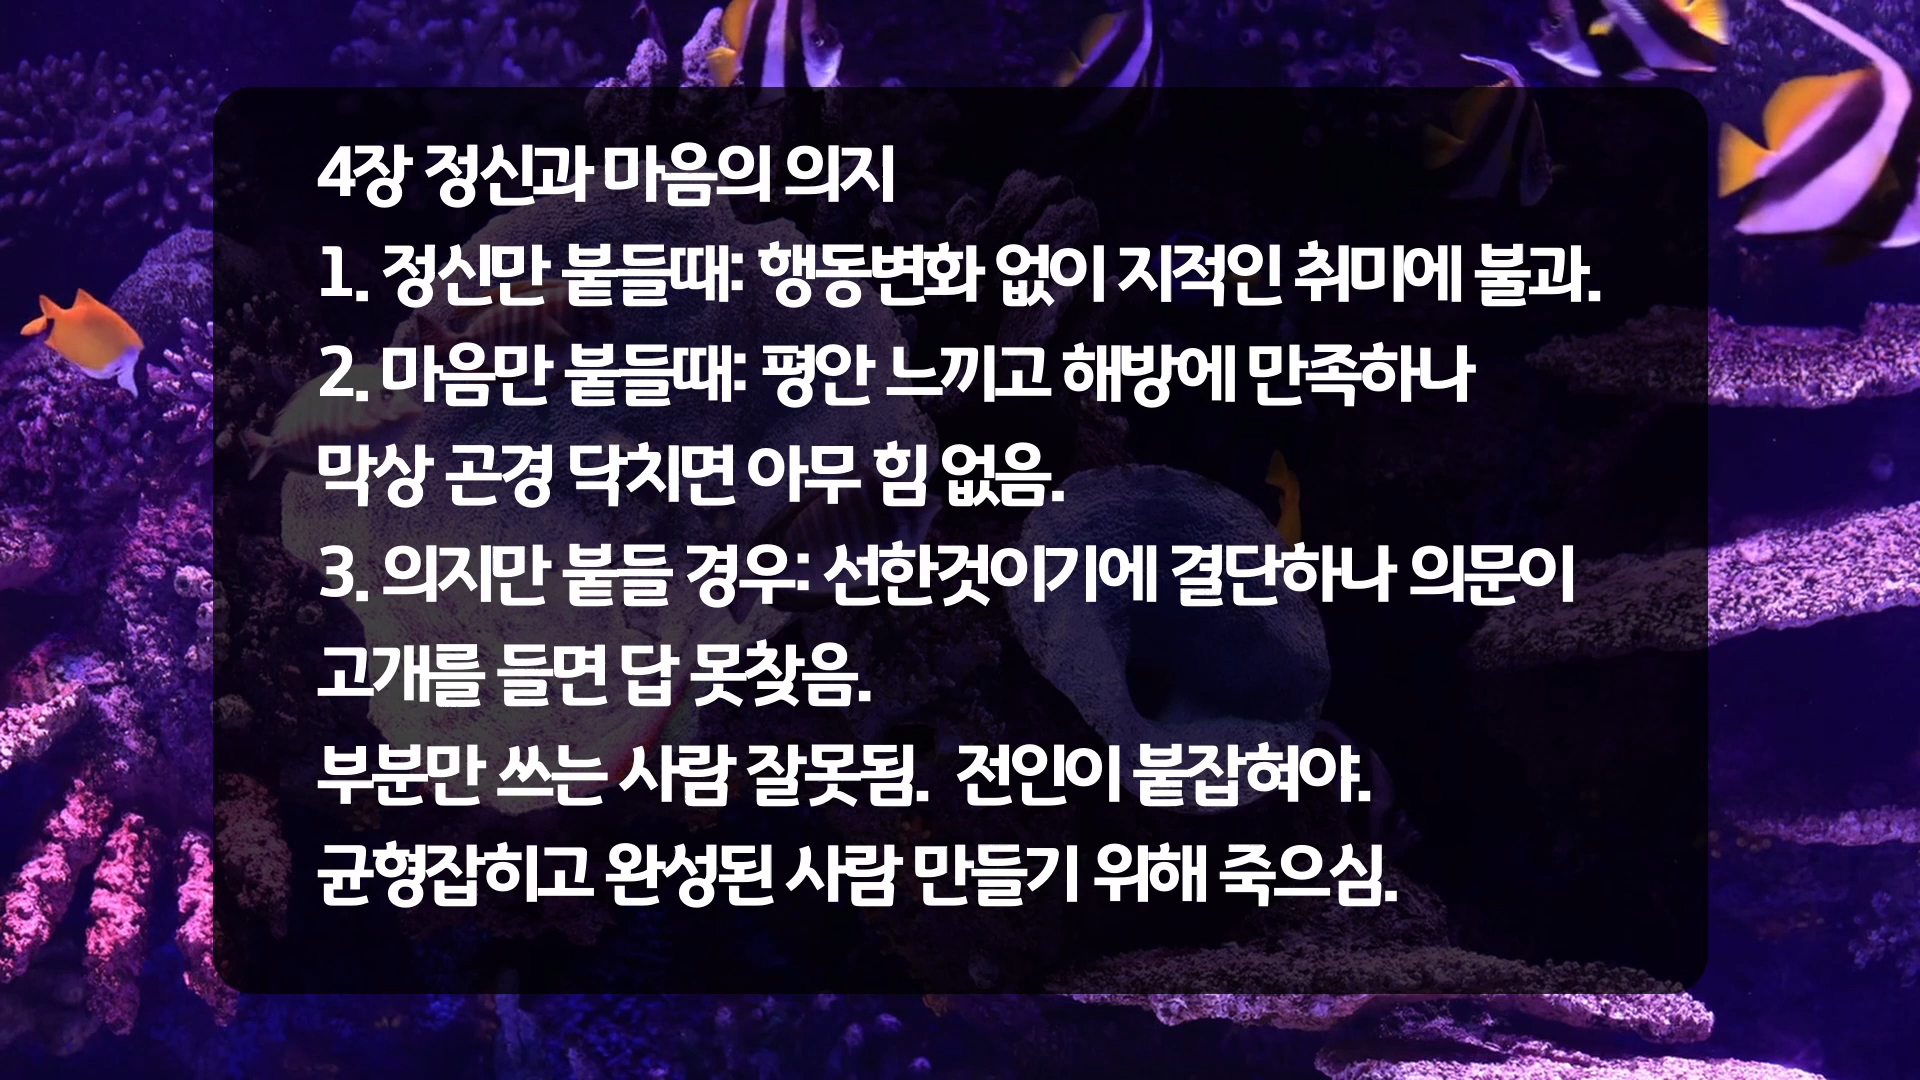 4장 정신과 마음의 의지
1. 정신만 붙들때: 행동변화 없이 지적인 취미에 불과.
2. 마음만 붙들때: 평안 느끼고 해방에 만족하나
막상 곤경 닥치면 아무 힘 없음.
3. 의지만 붙들 경우: 선한것이기에 결단하나 의문이
고개를 들면 답 못찾음.
부분만 쓰는 사람 잘못됨.  전인이 붙잡혀야.
균형잡히고 완성된 사람 만들기 위해 죽으심.